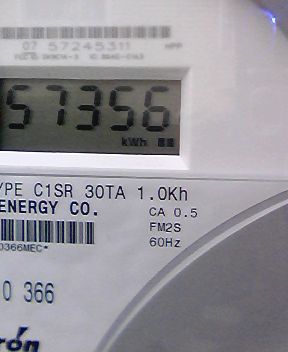 07 57245311
57356
kWh
YPE C1SR 30TA 1.0Kh
ENERGY CO.
CA 0.5
FM2S
60Hz
0366MEC*
0 366
rón